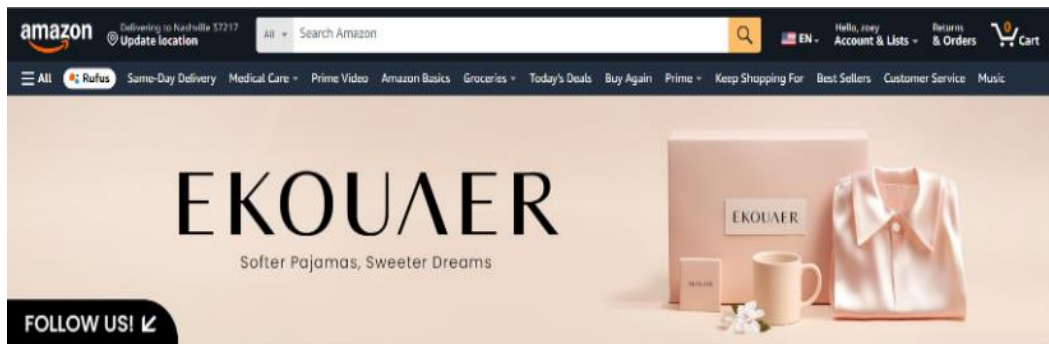 amazon
Delivering to Nashville 37217
Update location
All
Search Amazon
EN
Hello, zoey
Account & Lists
Returns
& Orders
0
Cart
All
Rufus
Same-Day Delivery
Medical Care
Prime Video
Amazon Basics
Groceries
Today's Deals
Buy Again
Prime
Keep Shopping For
Best Sellers
Customer Service
Music
EKOUAER
Softer Pajamas, Sweeter Dreams
EKOUAER
EKOUAER
FOLLOW US!